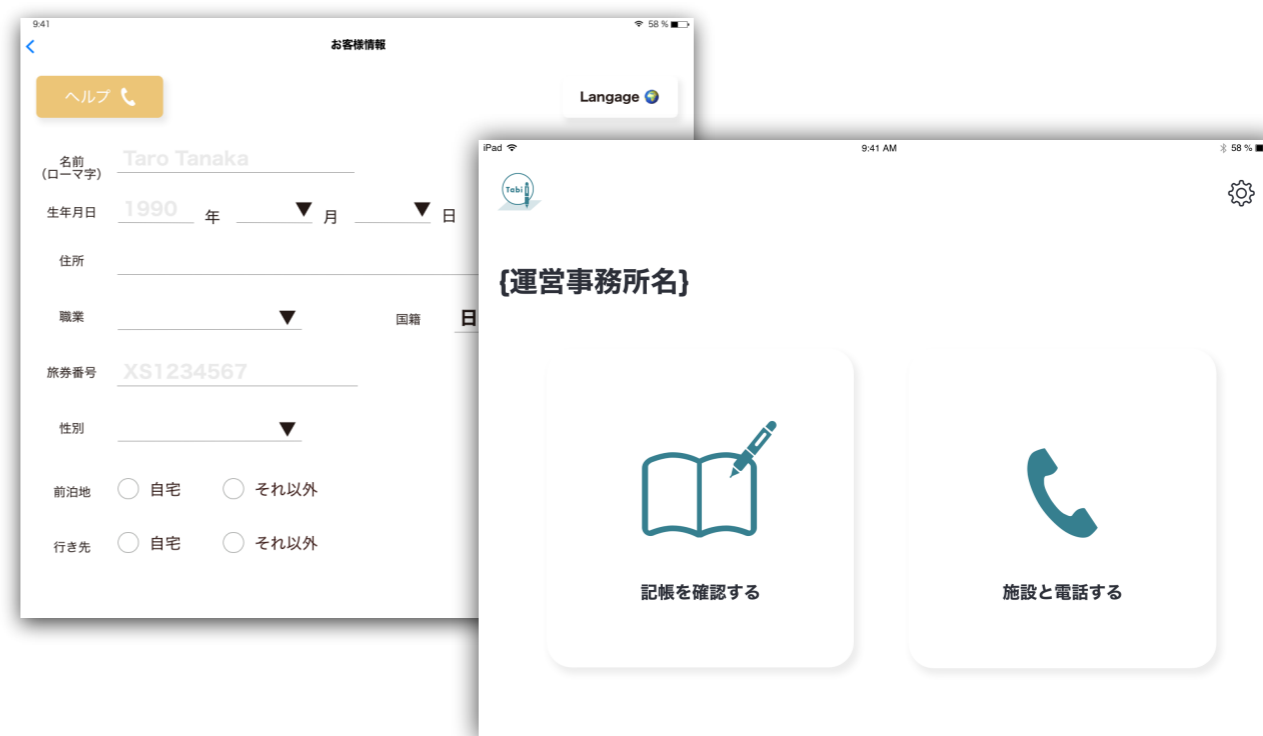 9:41
58 %
お客様情報
ヘルプ
Langage
名前
(ローマ字)
Taro Tanaka
生年月日
1990 年 月 日
住所
職業
国籍 日
旅券番号
XS1234567
性別
前泊地 自宅 それ以外
行き先 自宅 それ以外
iPad 9:41 AM 58 %
Tabi
{運営事務所名}
記帳を確認する
施設と電話する